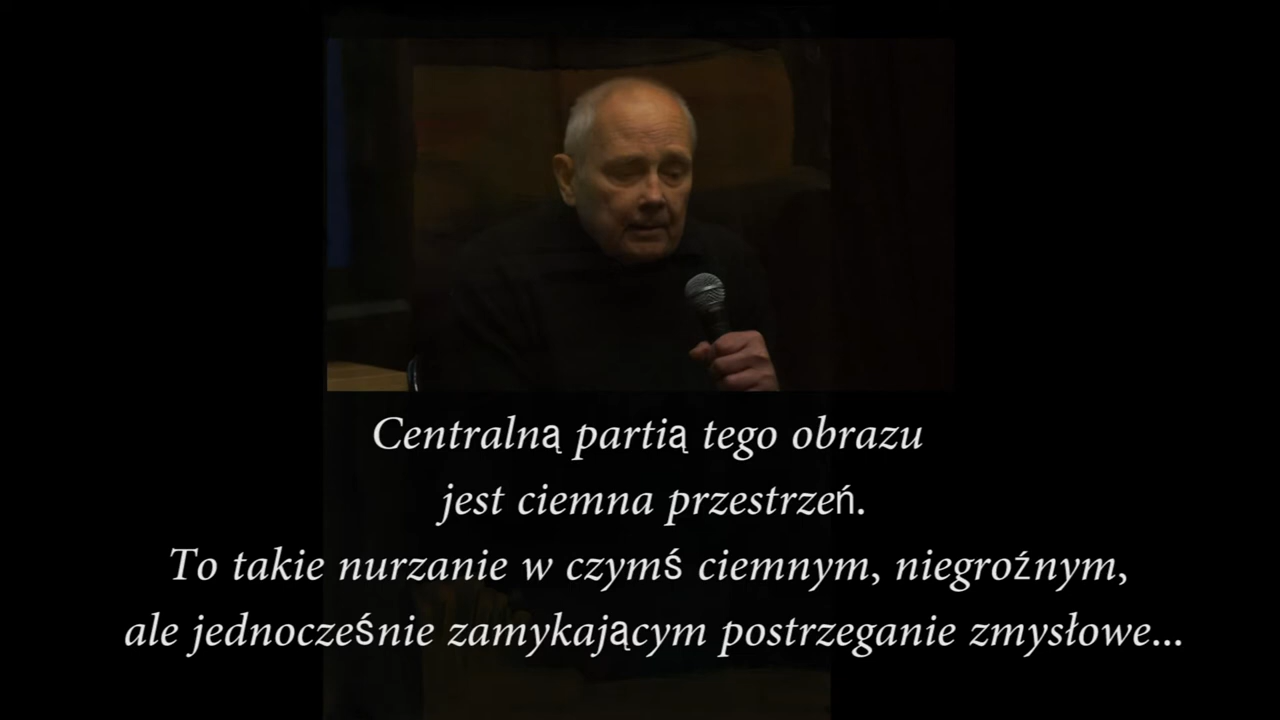 Centralną partią tego obrazu
jest ciemna przestrzeń.
To takie nurzanie w czymś ciemnym, niegroźnym,
ale jednocześnie zamykającym postrzeganie zmysłowe...